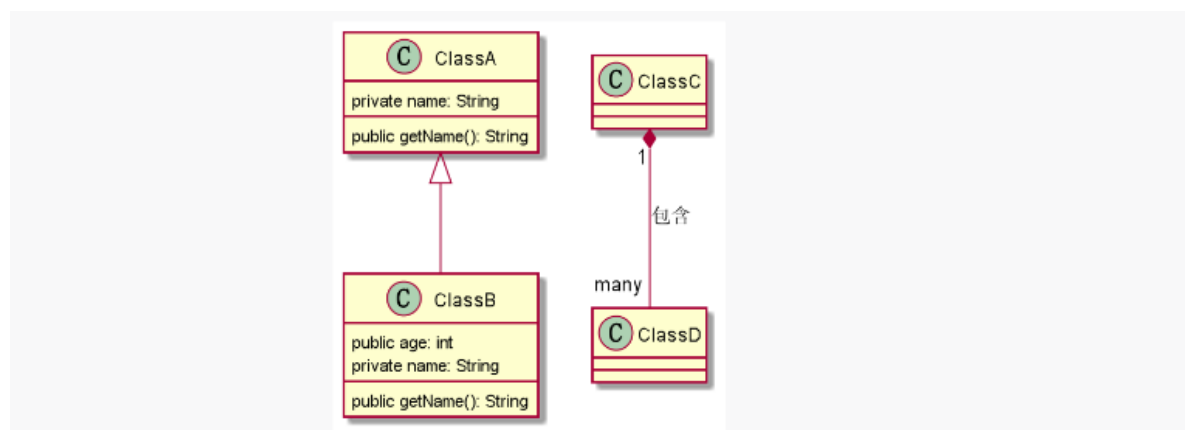 C ClassA
private name: String
public getName(): String
C ClassB
public age: int
private name: String
public getName(): String
C ClassC
1
包含
many
C ClassD